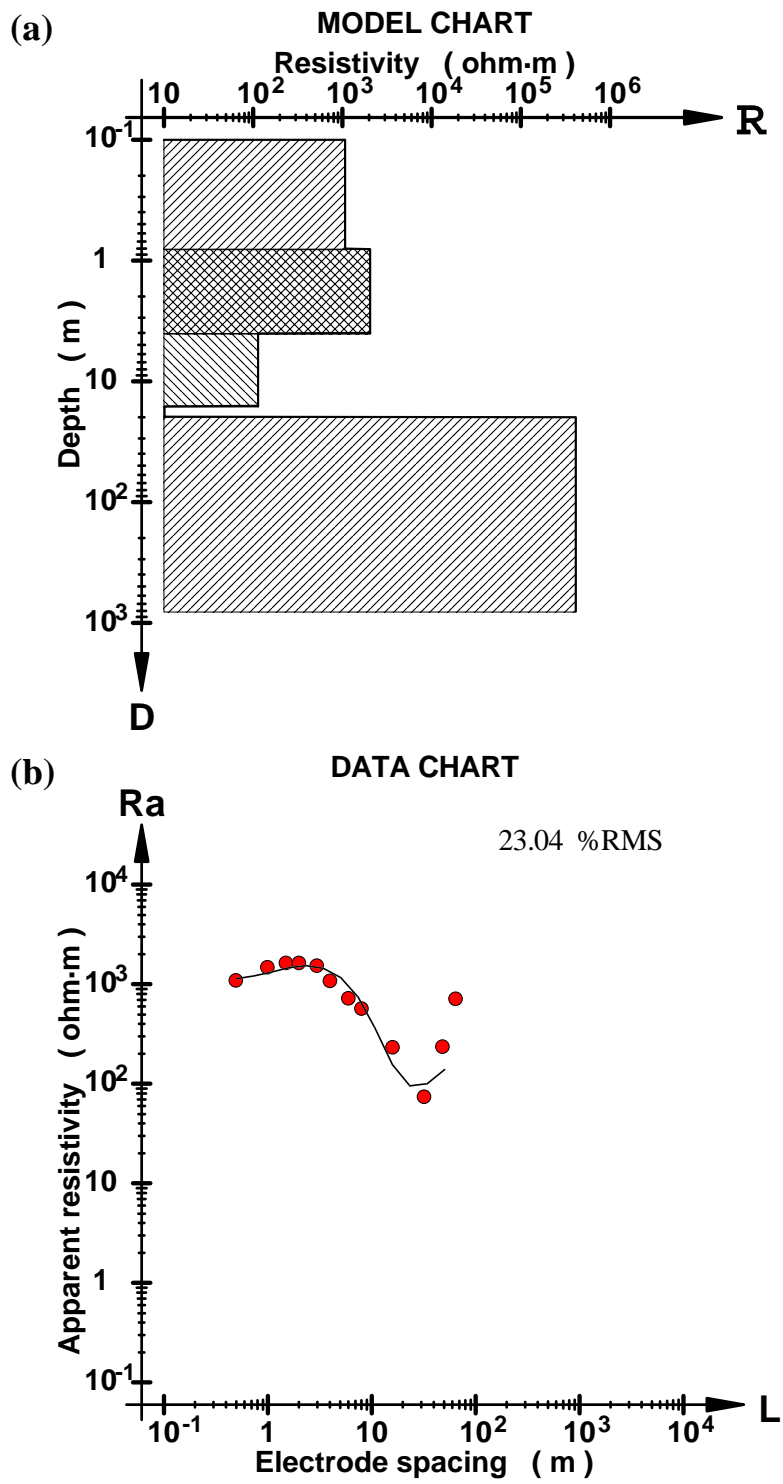 (a)
MODEL CHART
Resistivity ( ohm·m )
10 10² 10³ 10⁴ 10⁵ 10⁶
R
10⁻¹
1
10
10²
10³
Depth ( m )
D
(b)
DATA CHART
Ra
23.04 %RMS
10⁴
10³
10²
10
1
10⁻¹
Apparent resistivity ( ohm·m )
10⁻¹ 1 10 10² 10³ 10⁴
L
Electrode spacing ( m )